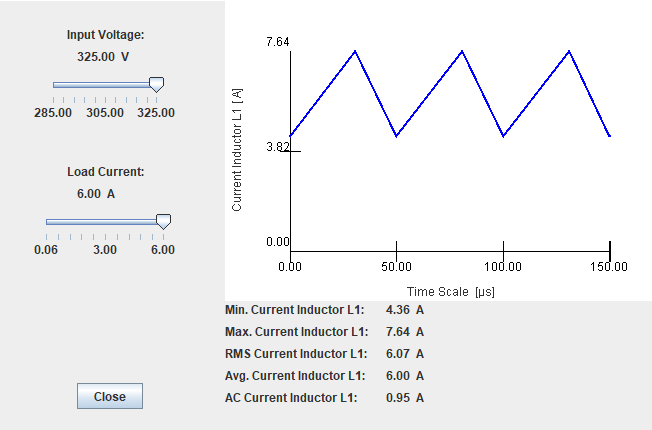 Input Voltage:
325.00 V
285.00 305.00 325.00
Load Current:
6.00 A
0.06 3.00 6.00
Close
7.64
3.82
0.00
Current Inductor L1 [ A]
0.00 50.00 100.00 150.00
Time Scale [µs]
Min. Current Inductor L1: 4.36 A
Max. Current Inductor L1: 7.64 A
RMS Current Inductor L1: 6.07 A
Avg. Current Inductor L1: 6.00 A
AC Current Inductor L1: 0.95 A